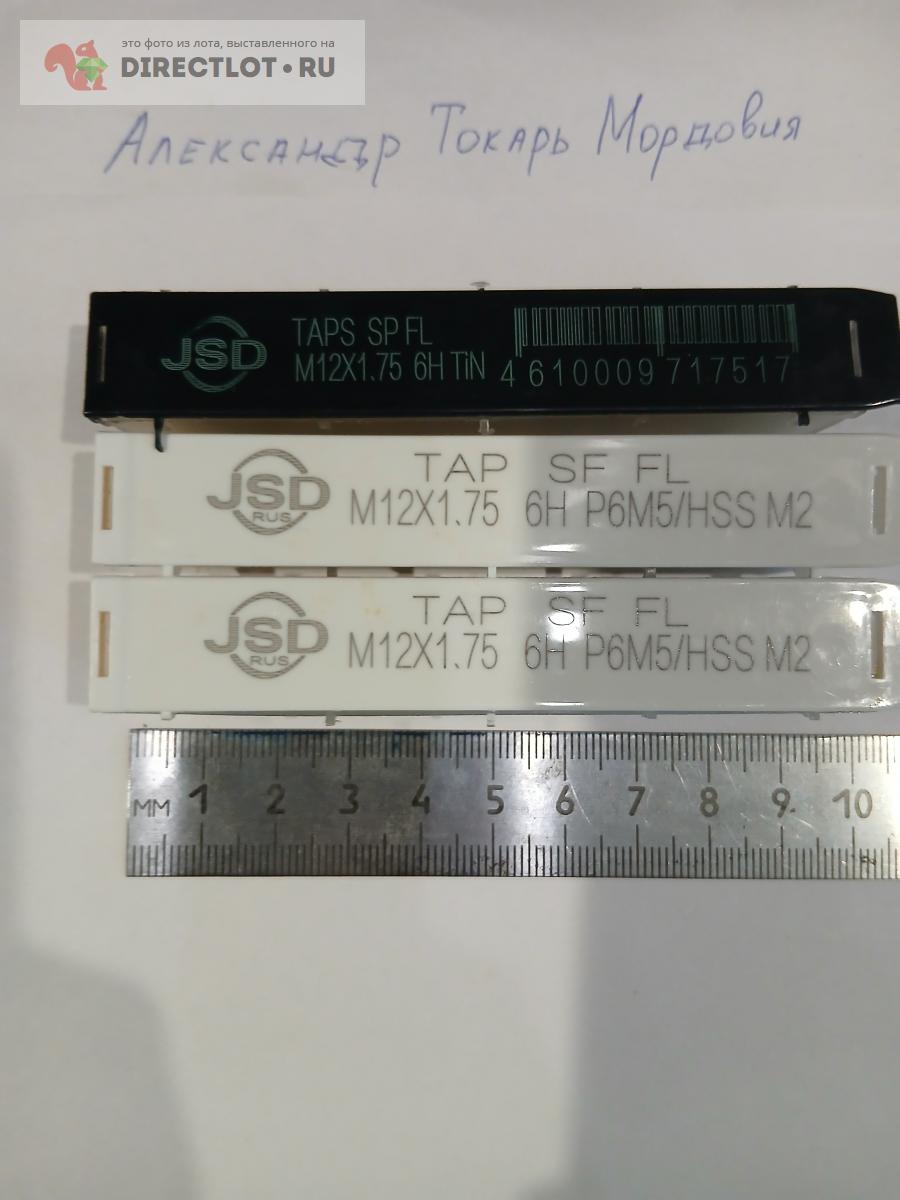 это фото из лота, выставленного на
DIRECTLOT•RU
Александр Токарь Мордовия
JSD
TAPS SP FL
M12X1.75 6H TiN
4 610009 717517
JSD
RUS
TAP SF FL
M12X1.75 6H P6M5/HSS M2
JSD
RUS
TAP SF FL
M12X1.75 6H P6M5/HSS M2
мм 1 2 3 4 5 6 7 8 9 10